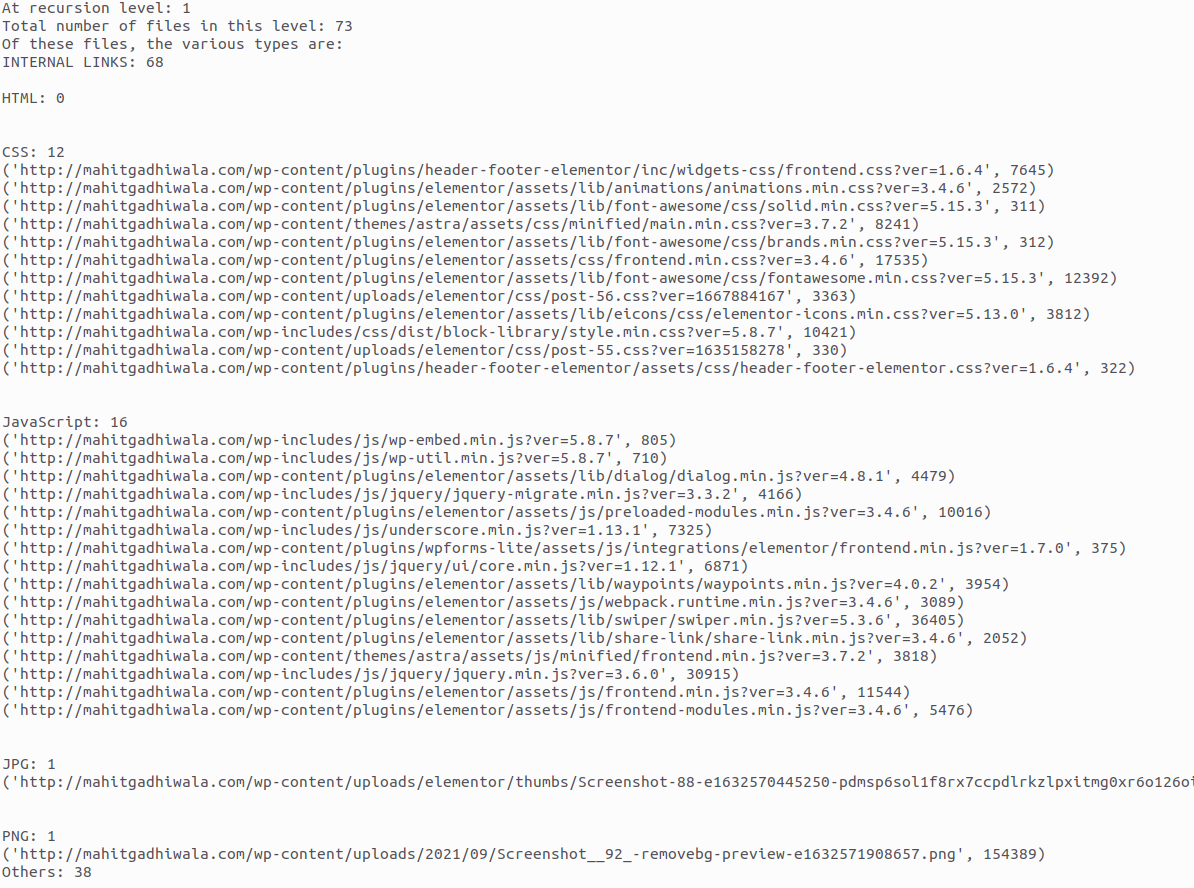 At recursion level: 1
Total number of files in this level: 73
Of these files, the various types are:
INTERNAL LINKS: 68
HTML: 0
CSS: 12
('http://mahitgadhiwala.com/wp-content/plugins/header-footer-elementor/inc/widgets-css/frontend.css?ver=1.6.4', 7645)
('http://mahitgadhiwala.com/wp-content/plugins/elementor/assets/lib/animations/animations.min.css?ver=3.4.6', 2572)
('http://mahitgadhiwala.com/wp-content/plugins/elementor/assets/lib/font-awesome/css/solid.min.css?ver=5.15.3', 311)
('http://mahitgadhiwala.com/wp-content/themes/astra/assets/css/minified/main.min.css?ver=3.7.2', 8241)
('http://mahitgadhiwala.com/wp-content/plugins/elementor/assets/lib/font-awesome/css/brands.min.css?ver=5.15.3', 312)
('http://mahitgadhiwala.com/wp-content/plugins/elementor/assets/css/frontend.min.css?ver=3.4.6', 17535)
('http://mahitgadhiwala.com/wp-content/plugins/elementor/assets/lib/font-awesome/css/fontawesome.min.css?ver=5.15.3', 12392)
('http://mahitgadhiwala.com/wp-content/uploads/elementor/css/post-56.css?ver=1667884167', 3363)
('http://mahitgadhiwala.com/wp-content/plugins/elementor/assets/lib/eicons/css/elementor-icons.min.css?ver=5.13.0', 3812)
('http://mahitgadhiwala.com/wp-includes/css/dist/block-library/style.min.css?ver=5.8.7', 10421)
('http://mahitgadhiwala.com/wp-content/uploads/elementor/css/post-55.css?ver=1635158278', 330)
('http://mahitgadhiwala.com/wp-content/plugins/header-footer-elementor/assets/css/header-footer-elementor.css?ver=1.6.4', 322)
JavaScript: 16
('http://mahitgadhiwala.com/wp-includes/js/wp-embed.min.js?ver=5.8.7', 805)
('http://mahitgadhiwala.com/wp-includes/js/wp-util.min.js?ver=5.8.7', 710)
('http://mahitgadhiwala.com/wp-content/plugins/elementor/assets/lib/dialog/dialog.min.js?ver=4.8.1', 4479)
('http://mahitgadhiwala.com/wp-includes/js/jquery/jquery-migrate.min.js?ver=3.3.2', 4166)
('http://mahitgadhiwala.com/wp-content/plugins/elementor/assets/js/preloaded-modules.min.js?ver=3.4.6', 10016)
('http://mahitgadhiwala.com/wp-includes/js/underscore.min.js?ver=1.13.1', 7325)
('http://mahitgadhiwala.com/wp-content/plugins/wpforms-lite/assets/js/integrations/elementor/frontend.min.js?ver=1.7.0', 375)
('http://mahitgadhiwala.com/wp-includes/js/jquery/ui/core.min.js?ver=1.12.1', 6871)
('http://mahitgadhiwala.com/wp-content/plugins/elementor/assets/lib/waypoints/waypoints.min.js?ver=4.0.2', 3954)
('http://mahitgadhiwala.com/wp-content/plugins/elementor/assets/js/webpack.runtime.min.js?ver=3.4.6', 3089)
('http://mahitgadhiwala.com/wp-content/plugins/elementor/assets/lib/swiper/swiper.min.js?ver=5.3.6', 36405)
('http://mahitgadhiwala.com/wp-content/plugins/elementor/assets/lib/share-link/share-link.min.js?ver=3.4.6', 2052)
('http://mahitgadhiwala.com/wp-content/themes/astra/assets/js/minified/frontend.min.js?ver=3.7.2', 3818)
('http://mahitgadhiwala.com/wp-includes/js/jquery/jquery.min.js?ver=3.6.0', 30915)
('http://mahitgadhiwala.com/wp-content/plugins/elementor/assets/js/frontend.min.js?ver=3.4.6', 11544)
('http://mahitgadhiwala.com/wp-content/plugins/elementor/assets/js/frontend-modules.min.js?ver=3.4.6', 5476)
JPG: 1
('http://mahitgadhiwala.com/wp-content/uploads/elementor/thumbs/Screenshot-88-e1632570445250-pdmsp6sol1f8rx7ccpdlrkzlpxitmg0xr6o126oi
PNG: 1
('http://mahitgadhiwala.com/wp-content/uploads/2021/09/Screenshot__92_-removebg-preview-e1632571908657.png', 154389)
Others: 38